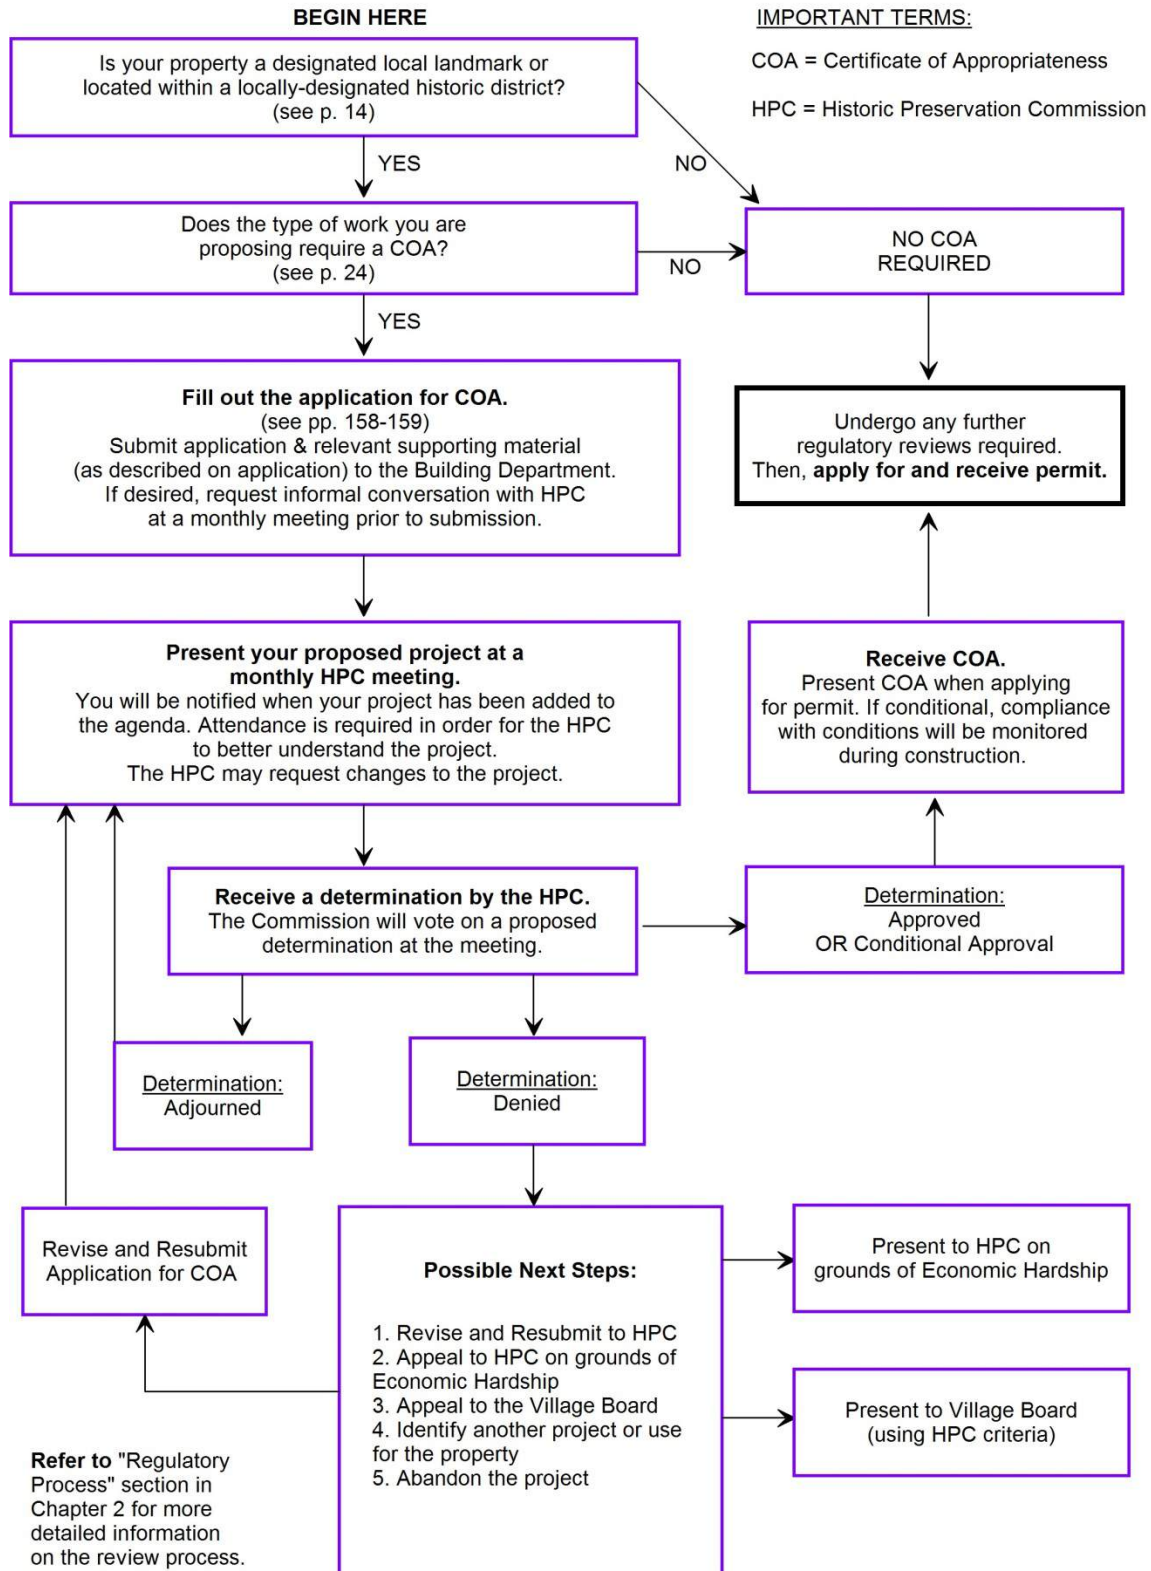 BEGIN HERE
IMPORTANT TERMS:
COA = Certificate of Appropriateness
HPC = Historic Preservation Commission
Is your property a designated local landmark or
located within a locally-designated historic district?
(see p. 14)
YES
NO
Does the type of work you are
proposing require a COA?
(see p. 24)
NO
NO COA
REQUIRED
YES
Fill out the application for COA.
(see pp. 158-159)
Submit application & relevant supporting material
(as described on application) to the Building Department.
If desired, request informal conversation with HPC
at a monthly meeting prior to submission.
Undergo any further
regulatory reviews required.
Then, apply for and receive permit.
Present your proposed project at a
monthly HPC meeting.
You will be notified when your project has been added to
the agenda. Attendance is required in order for the HPC
to better understand the project.
The HPC may request changes to the project.
Receive COA.
Present COA when applying
for permit. If conditional, compliance
with conditions will be monitored
during construction.
Receive a determination by the HPC.
The Commission will vote on a proposed
determination at the meeting.
Determination:
Approved
OR Conditional Approval
Determination:
Adjourned
Determination:
Denied
Revise and Resubmit
Application for COA
Possible Next Steps:
1. Revise and Resubmit to HPC
2. Appeal to HPC on grounds of
Economic Hardship
3. Appeal to the Village Board
4. Identify another project or use
for the property
5. Abandon the project
Present to HPC on
grounds of Economic Hardship
Present to Village Board
(using HPC criteria)
Refer to "Regulatory
Process" section in
Chapter 2 for more
detailed information
on the review process.